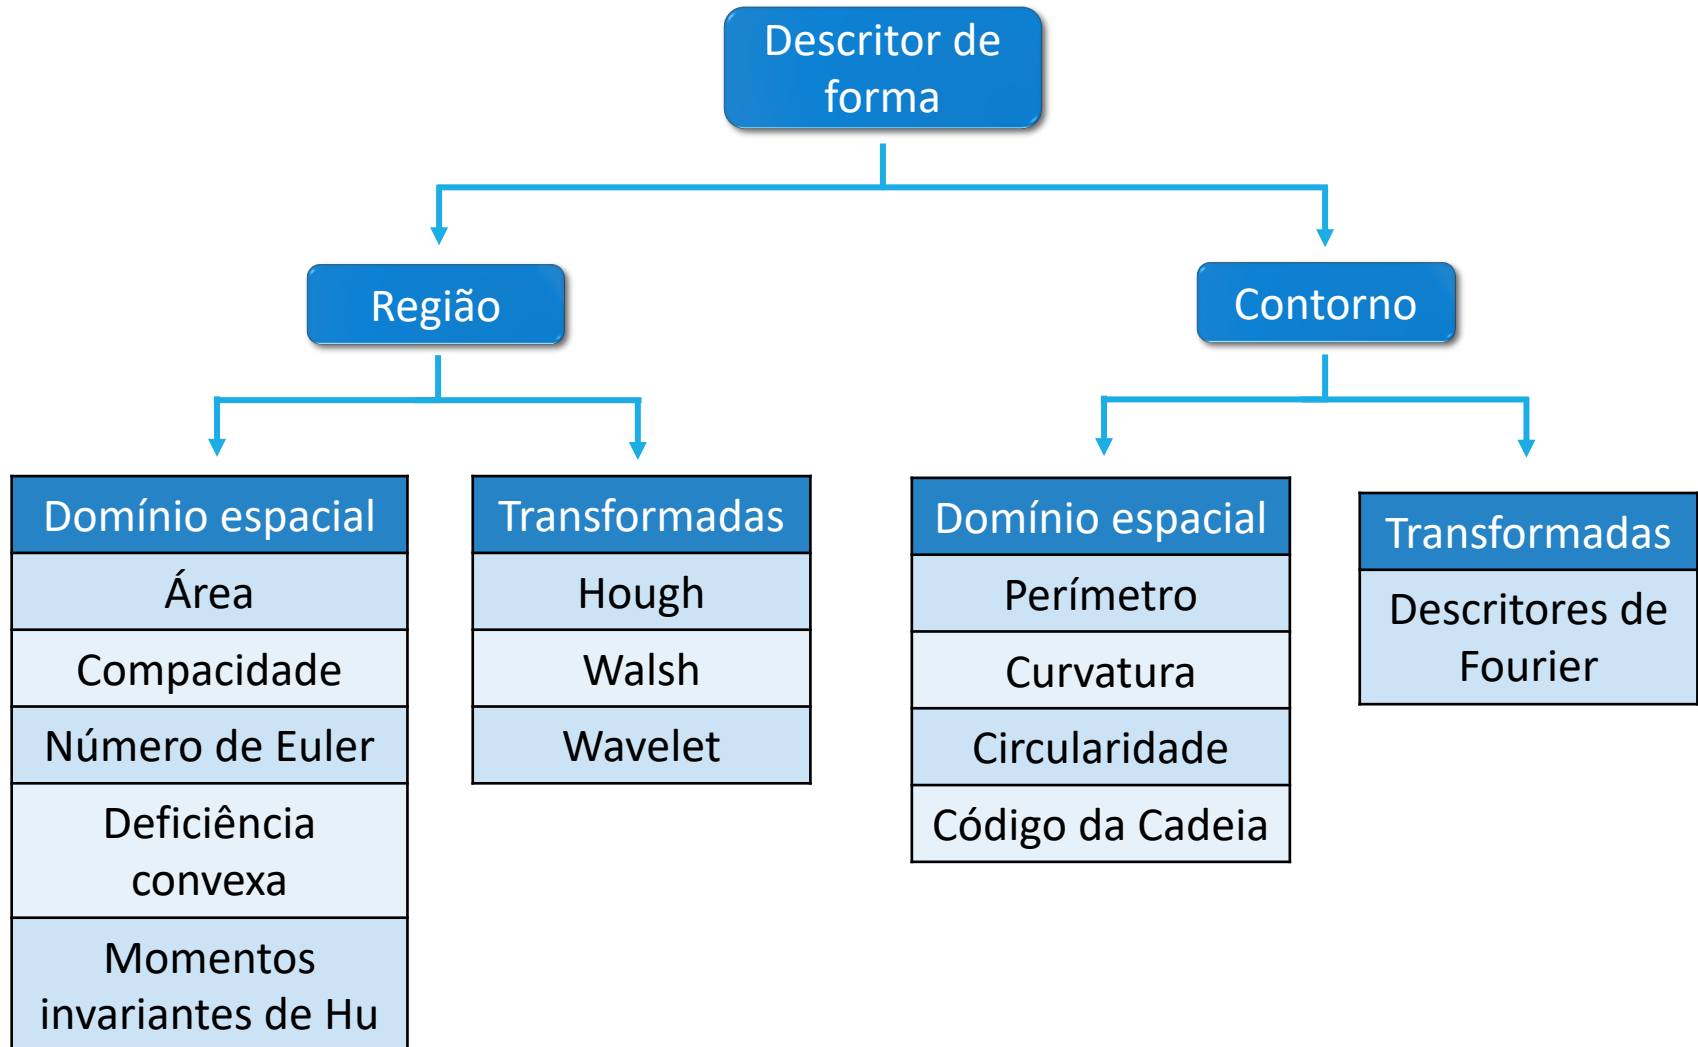 Descritor de
forma
Região
Contorno
Domínio espacial
Área
Compacidade
Número de Euler
Deficiência
convexa
Momentos
invariantes de Hu
Transformadas
Hough
Walsh
Wavelet
Domínio espacial
Perímetro
Curvatura
Circularidade
Código da Cadeia
Transformadas
Descritores de
Fourier